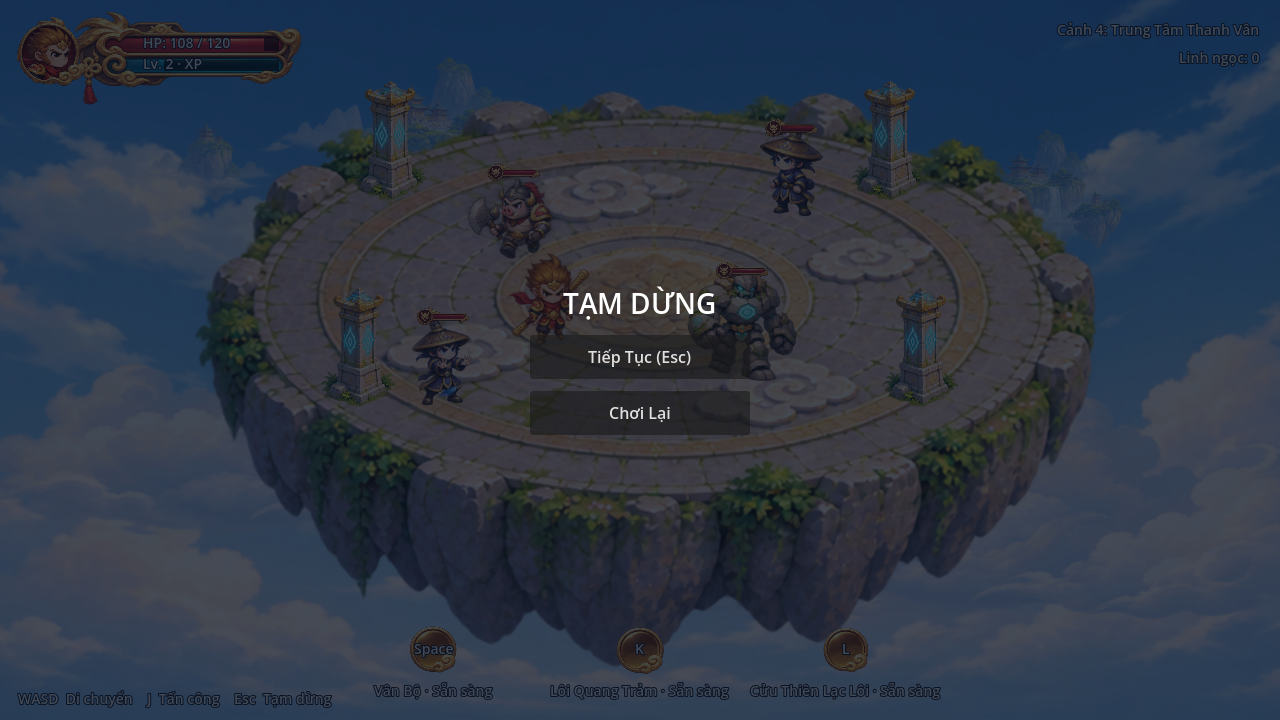 HP: 108 / 120
Lv. 2 · XP
Cảnh 4: Trung Tâm Thanh Vân
Linh ngọc: 0
TẠM DỪNG
Tiếp Tục (Esc)
Chơi Lại
Space
K
L
Vân Bộ · Sẵn sàng
Lôi Quang Trảm · Sẵn sàng
Cửu Thiên Lạc Lôi · Sẵn sàng
WASD Di chuyển J Tấn công Esc Tạm dừng